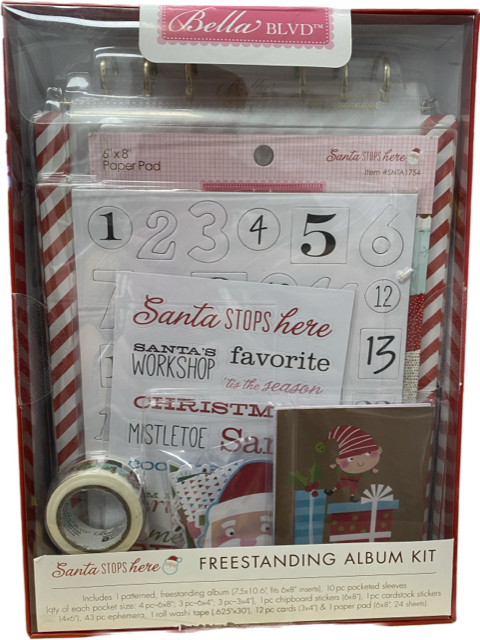 Bella BLVD™
6" x 8"
Paper Pad
Santa STOPS here
Item #SNTA1754
1 2 3 4 5 6
7
12
13
Santa STOPS here
SANTA'S
WORKSHOP
favorite
'tis the season
CHRISTM
MISTLETOE
San
Santa STOPS here
FREESTANDING ALBUM KIT
Includes 1 patterned, freestanding album (7.5x10.6", fits 6x8" inserts), 10 pc pocketed sleeves
(qty of each pocket size: 4 pc-6x8", 3 pc-6x4", 3 pc-3x4"), 1 pc chipboard stickers (6x8"), 1 pc cardstock stickers
(4x6"), 43 pc ephemera, 1 roll washi tape (.625"x30'), 12 pc cards (3x4") & 1 paper pad (6x8", 24 sheets).